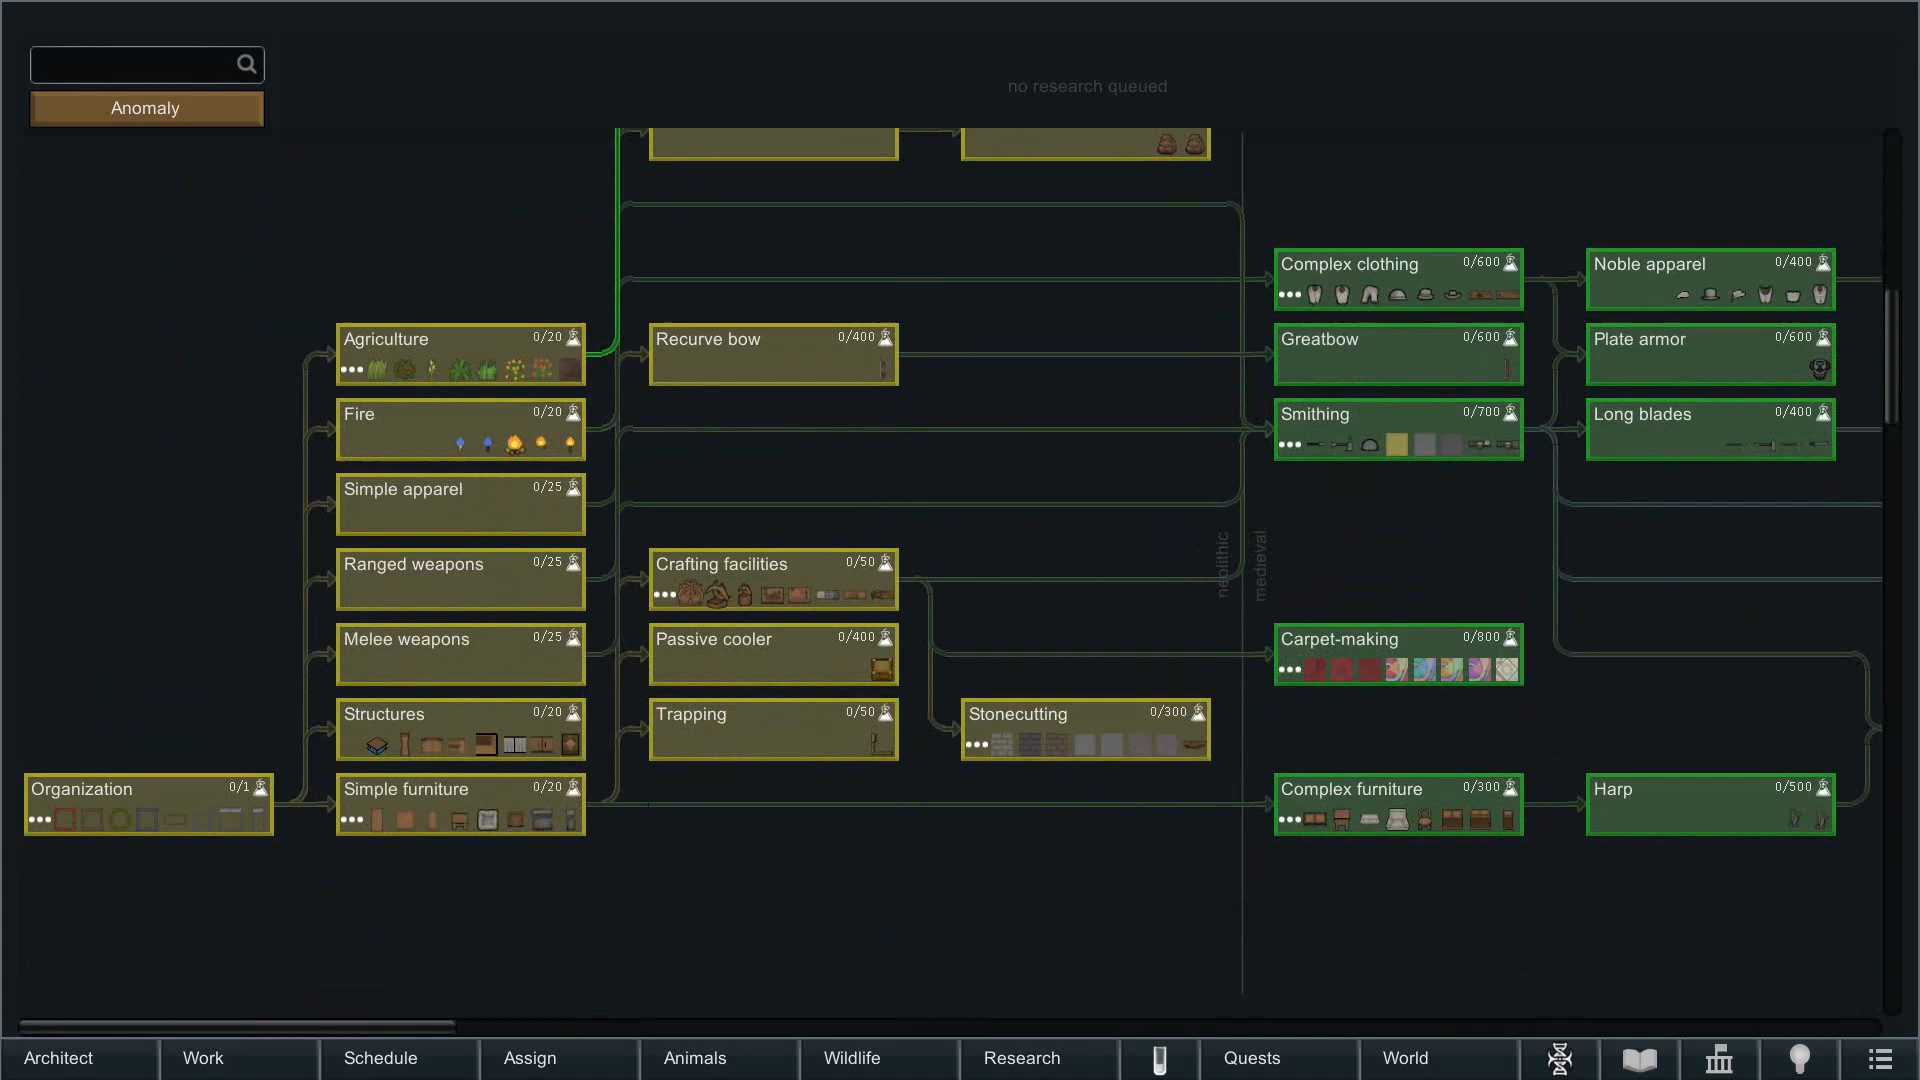 no research queued
Anomaly
Complex clothing 0/600
Noble apparel 0/400
Agriculture 0/20
Recurve bow 0/400
Greatbow 0/600
Plate armor 0/600
Fire 0/20
Smithing 0/700
Long blades 0/400
Simple apparel 0/25
neolithic
medieval
Ranged weapons 0/25
Crafting facilities 0/50
Melee weapons 0/25
Passive cooler 0/400
Carpet-making 0/800
Structures 0/20
Trapping 0/50
Stonecutting 0/300
Organization 0/1
Simple furniture 0/20
Complex furniture 0/300
Harp 0/500
Architect
Work
Schedule
Assign
Animals
Wildlife
Research
Quests
World